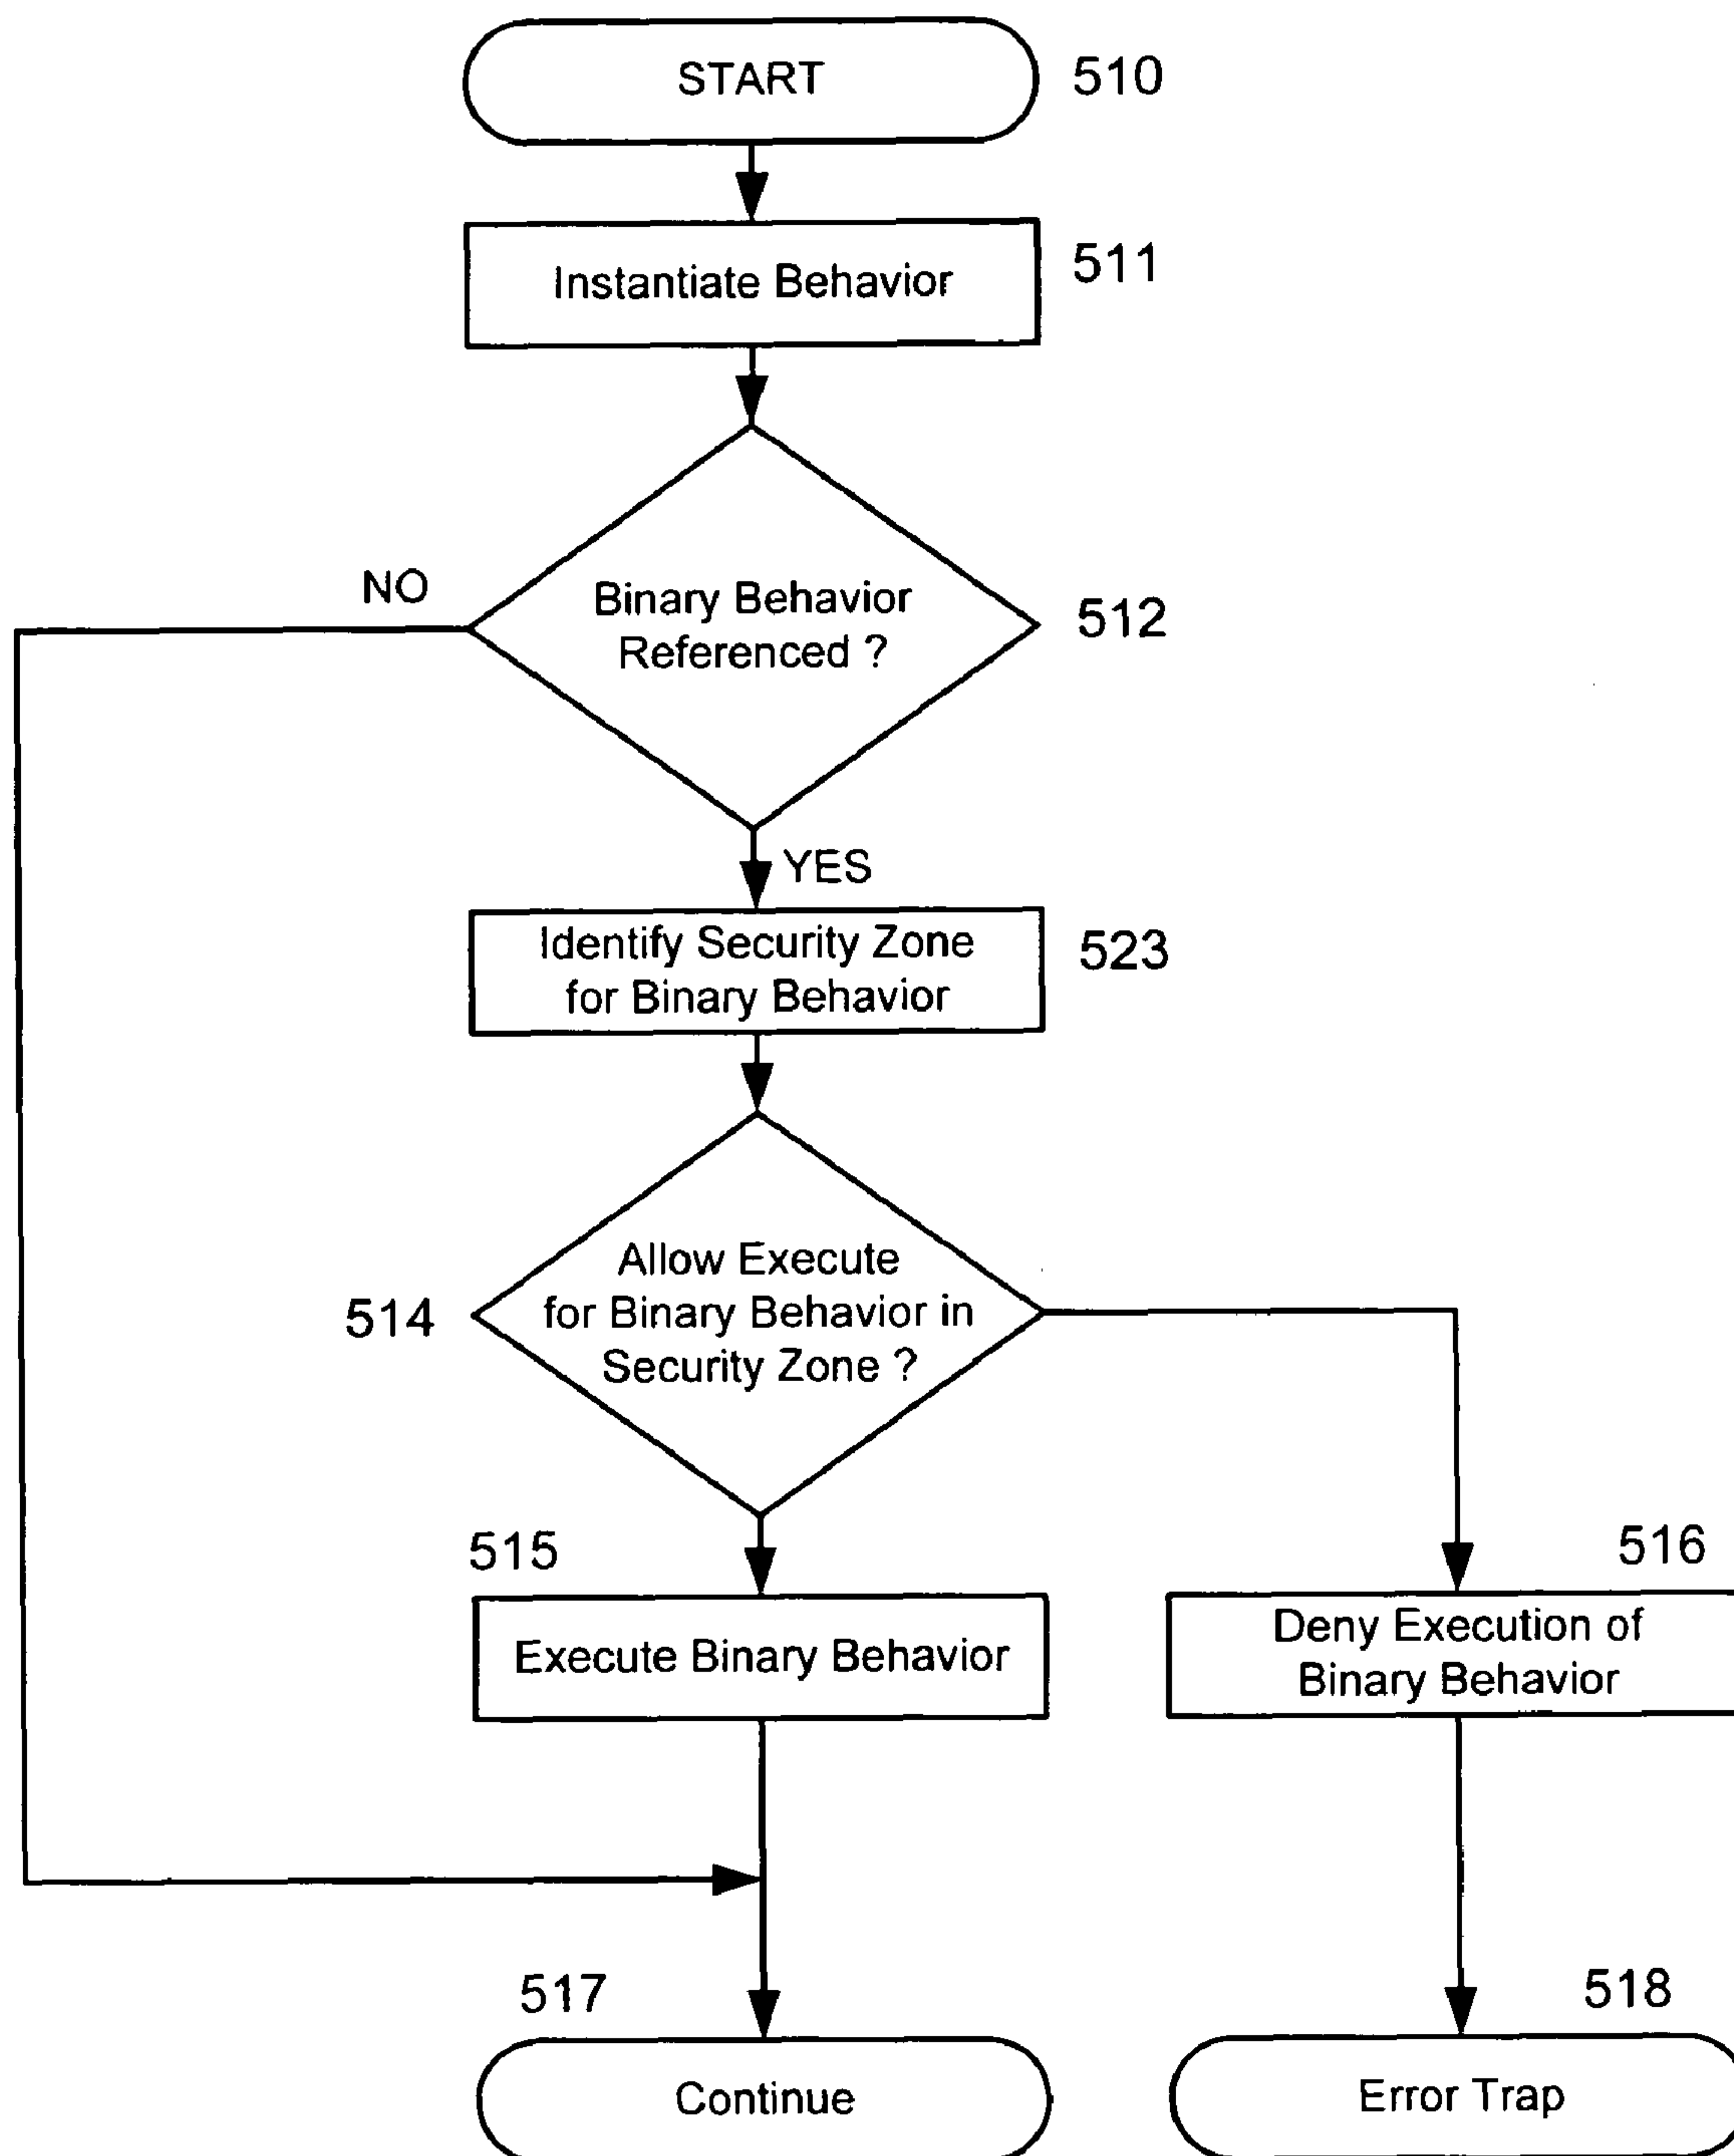 START
510
Instantiate Behavior
511
NO
Binary Behavior
Referenced ?
512
YES
Identify Security Zone
for Binary Behavior
523
514
Allow Execute
for Binary Behavior in
Security Zone ?
515
Execute Binary Behavior
516
Deny Execution of
Binary Behavior
517
Continue
518
Error Trap